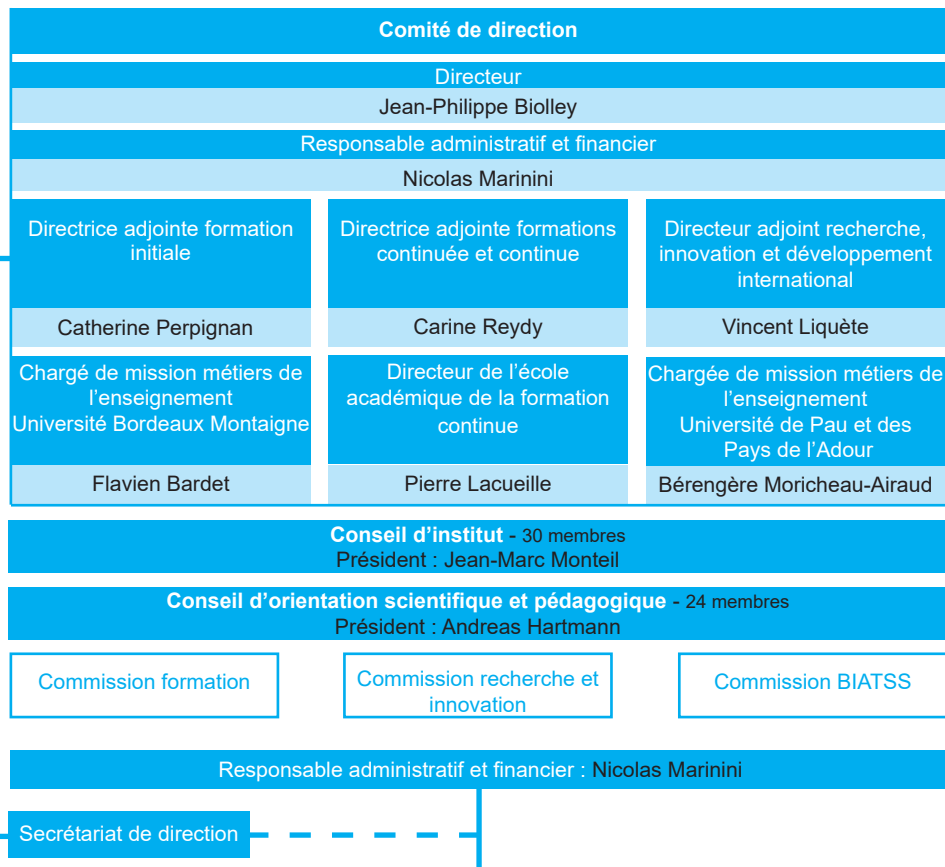 Comité de direction
Directeur
Jean-Philippe Biolley
Responsable administratif et financier
Nicolas Marinini
Directrice adjointe formation
initiale
Catherine Perpignan
Directrice adjointe formations
continuée et continue
Carine Reydy
Directeur adjoint recherche,
innovation et développement
international
Vincent Liquète
Chargé de mission métiers de
l’enseignement
Université Bordeaux Montaigne
Flavien Bardet
Directeur de l’école
académique de la formation
continue
Pierre Lacueille
Chargée de mission métiers de
l’enseignement
Université de Pau et des
Pays de l’Adour
Bérengère Moricheau-Airaud
Conseil d’institut - 30 membres
Président : Jean-Marc Monteil
Conseil d’orientation scientifique et pédagogique - 24 membres
Président : Andreas Hartmann
Commission formation
Commission recherche et
innovation
Commission BIATSS
Responsable administratif et financier : Nicolas Marinini
Secrétariat de direction